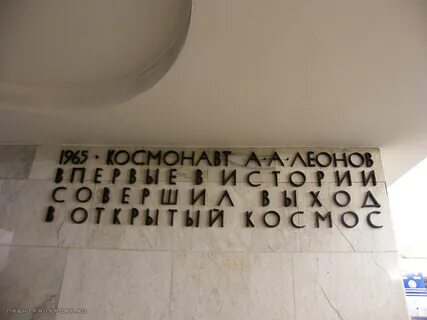 1965 · КОСМОНАВТ А·А·ЛЕОНОВ
ВПЕРВЫЕ В ИСТОРИИ
СОВЕРШИЛ ВЫХОД
В ОТКРЫТЫЙ КОСМОС